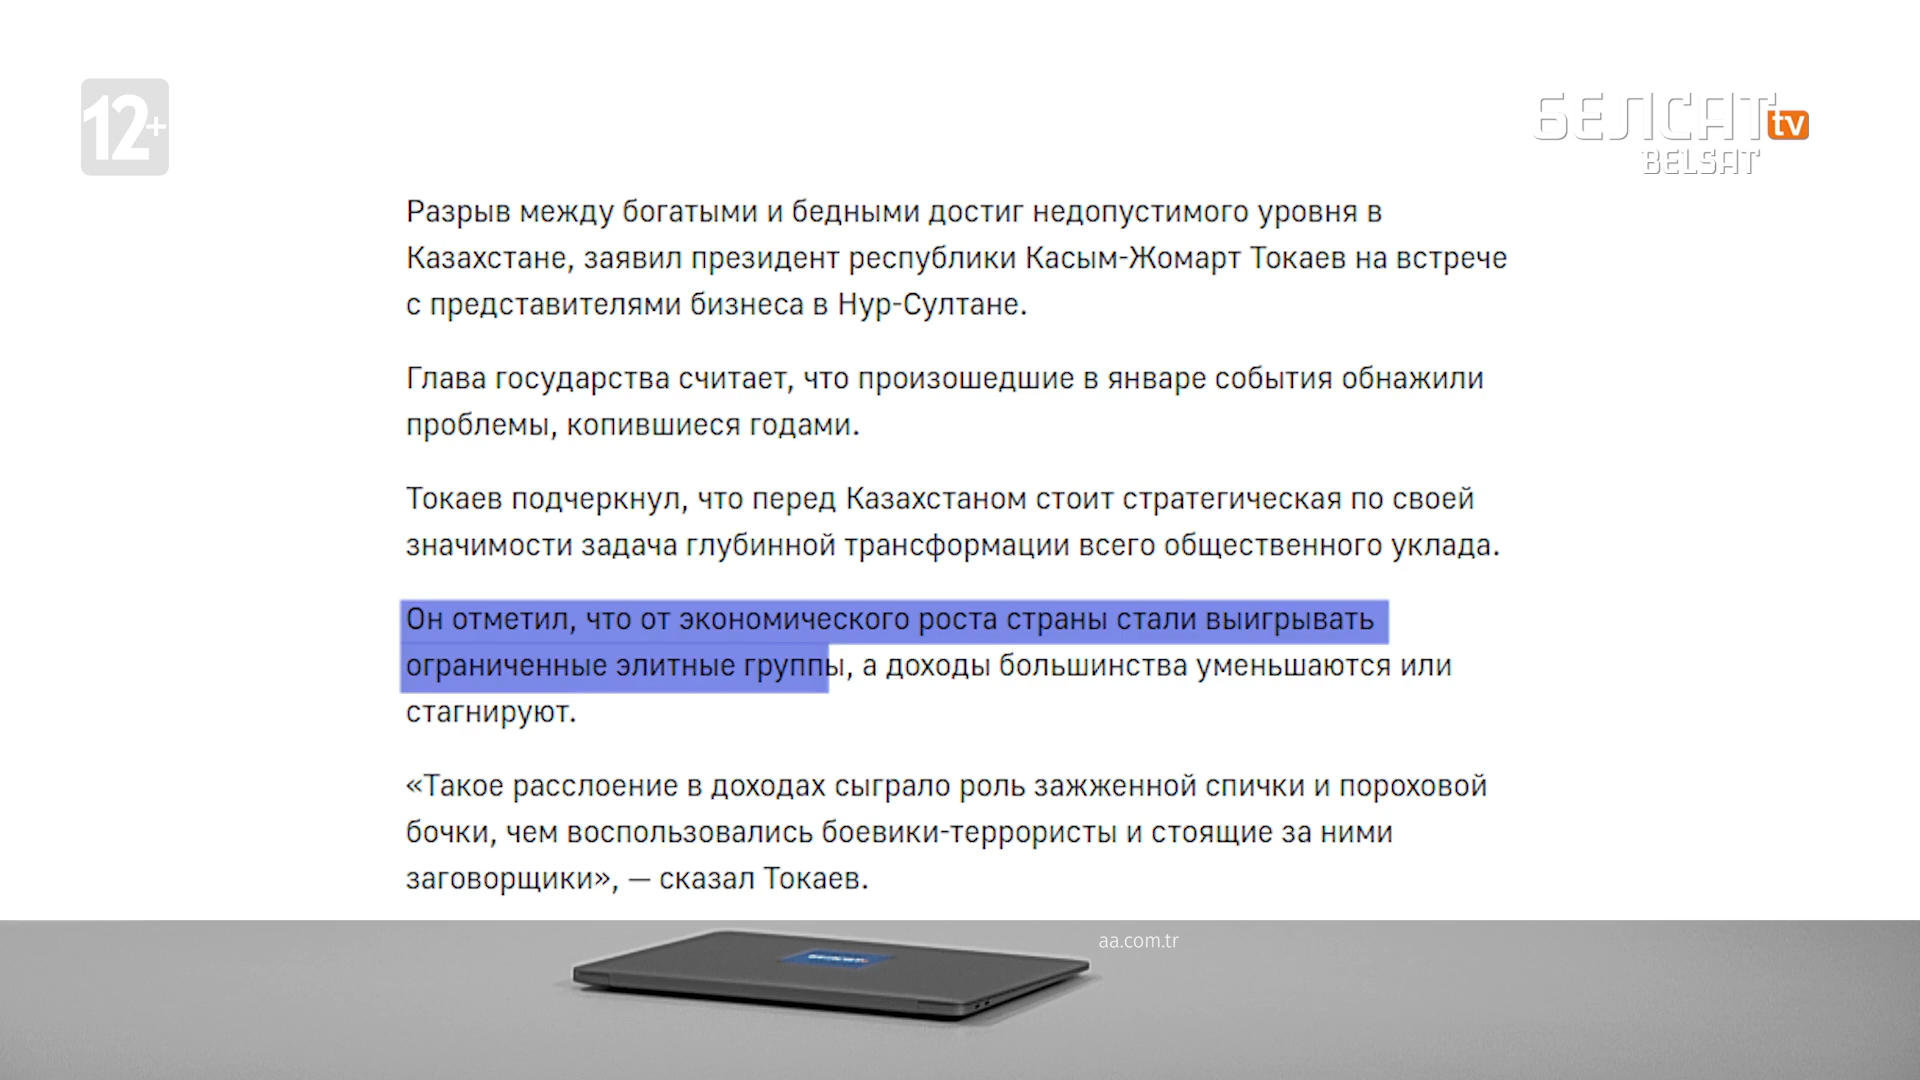 12+
БЕЛСАТ tv
BELSAT
Разрыв между богатыми и бедными достиг недопустимого уровня в
Казахстане, заявил президент республики Касым-Жомарт Токаев на встрече
с представителями бизнеса в Нур-Султане.
Глава государства считает, что произошедшие в январе события обнажили
проблемы, копившиеся годами.
Токаев подчеркнул, что перед Казахстаном стоит стратегическая по своей
значимости задача глубинной трансформации всего общественного уклада.
Он отметил, что от экономического роста страны стали выигрывать
ограниченные элитные группы, а доходы большинства уменьшаются или
стагнируют.
«Такое расслоение в доходах сыграло роль зажженной спички и пороховой
бочки, чем воспользовались боевики-террористы и стоящие за ними
заговорщики», — сказал Токаев.
aa.com.tr